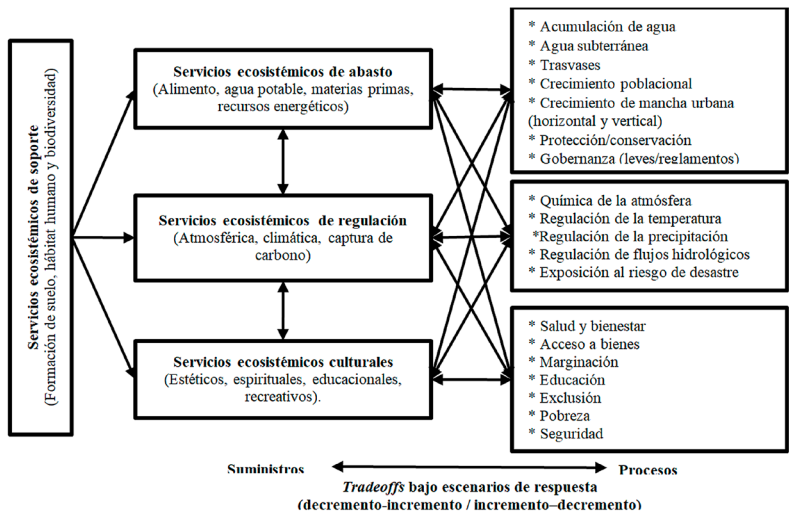 Servicios ecosistémicos de soporte
(Formación de suelo, hábitat humano y biodiversidad)
Servicios ecosistémicos de abasto
(Alimento, agua potable, materias primas,
recursos energéticos)
Servicios ecosistémicos de regulación
(Atmosférica, climática, captura de
carbono)
Servicios ecosistémicos culturales
(Estéticos, espirituales, educacionales,
recreativos).
* Acumulación de agua
* Agua subterránea
* Trasvases
* Crecimiento poblacional
* Crecimiento de mancha urbana
(horizontal y vertical)
* Protección/conservación
* Gobernanza (leyes/reglamentos)
* Química de la atmósfera
* Regulación de la temperatura
*Regulación de la precipitación
* Regulación de flujos hidrológicos
* Exposición al riesgo de desastre
* Salud y bienestar
* Acceso a bienes
* Marginación
* Educación
* Exclusión
* Pobreza
* Seguridad
Suministros
Procesos
Tradeoffs bajo escenarios de respuesta
(decremento-incremento / incremento–decremento)